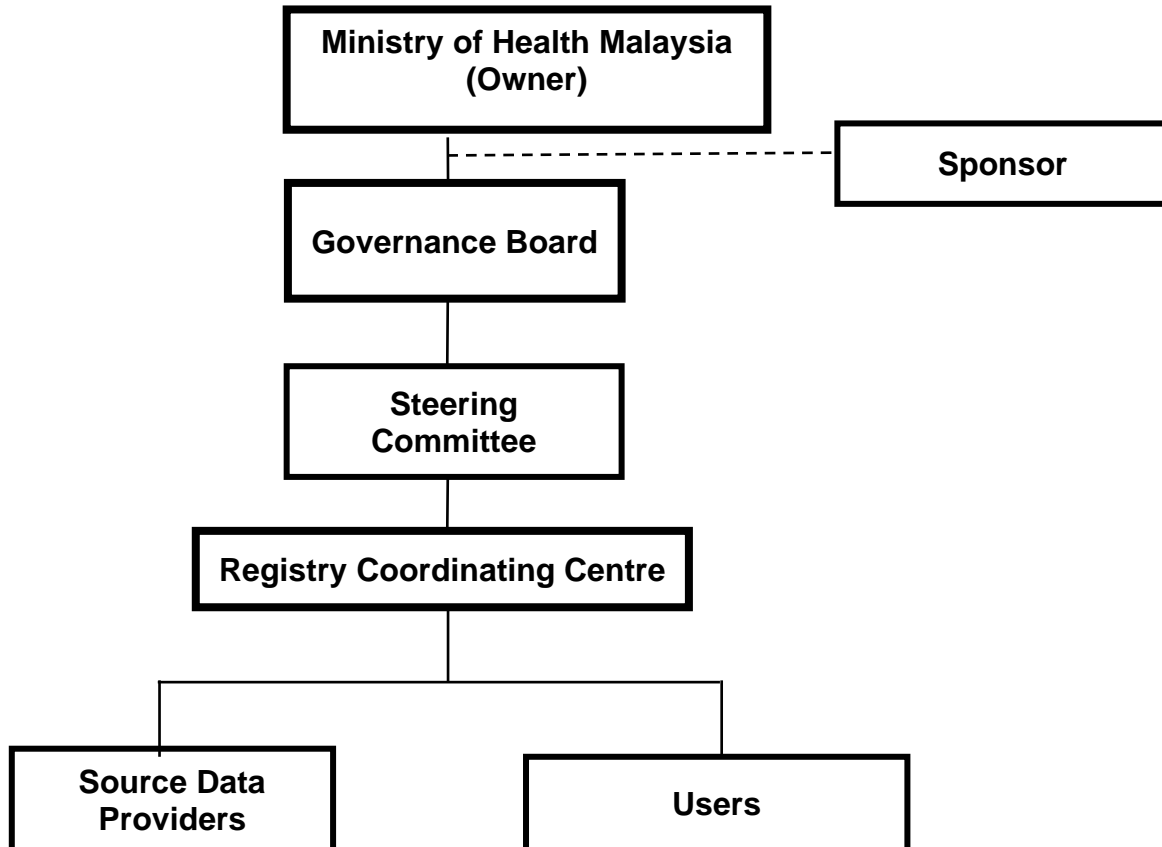 Ministry of Health Malaysia
(Owner)
Sponsor
Governance Board
Steering
Committee
Registry Coordinating Centre
Source Data
Providers
Users